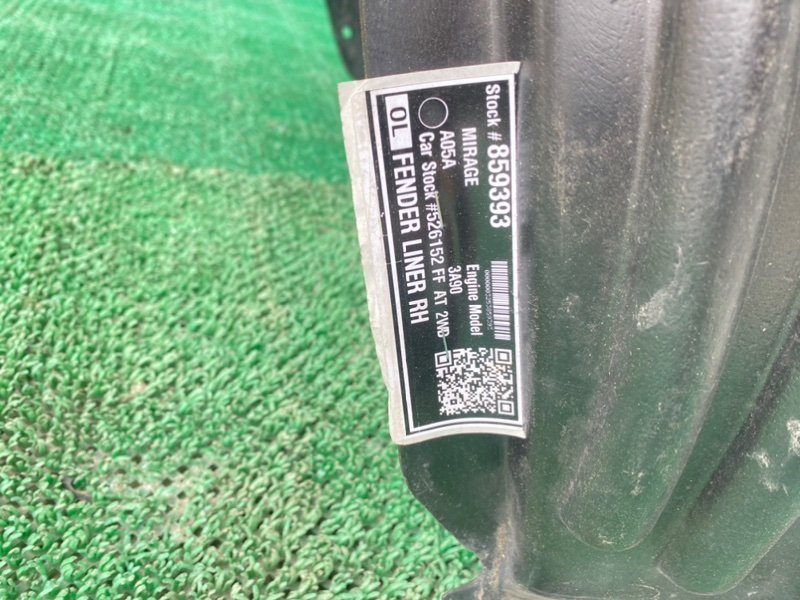 Stock # 859393
MIRAGE
Engine Model
A05A
3A90
Car Stock #526152 FF AT 2WD
OL FENDER LINER RH